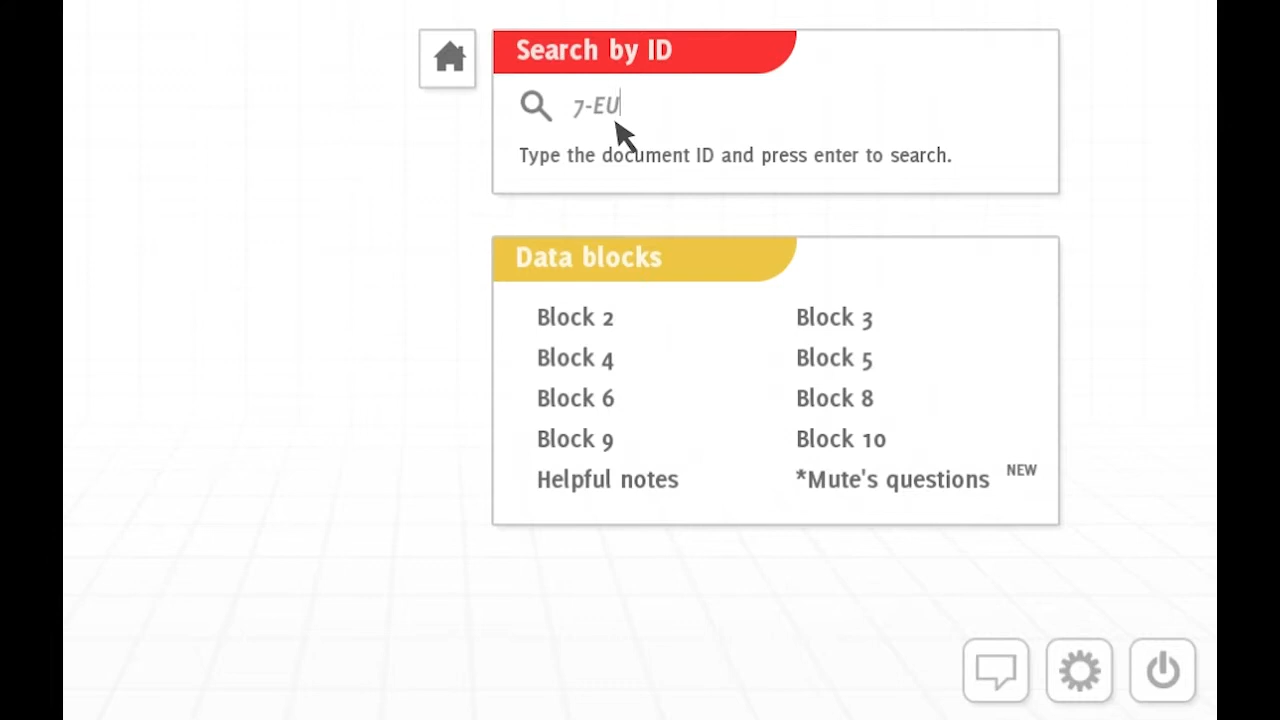 Search by ID
7-EU
Type the document ID and press enter to search.
Data blocks
Block 2
Block 3
Block 4
Block 5
Block 6
Block 8
Block 9
Block 10
Helpful notes
*Mute's questions NEW